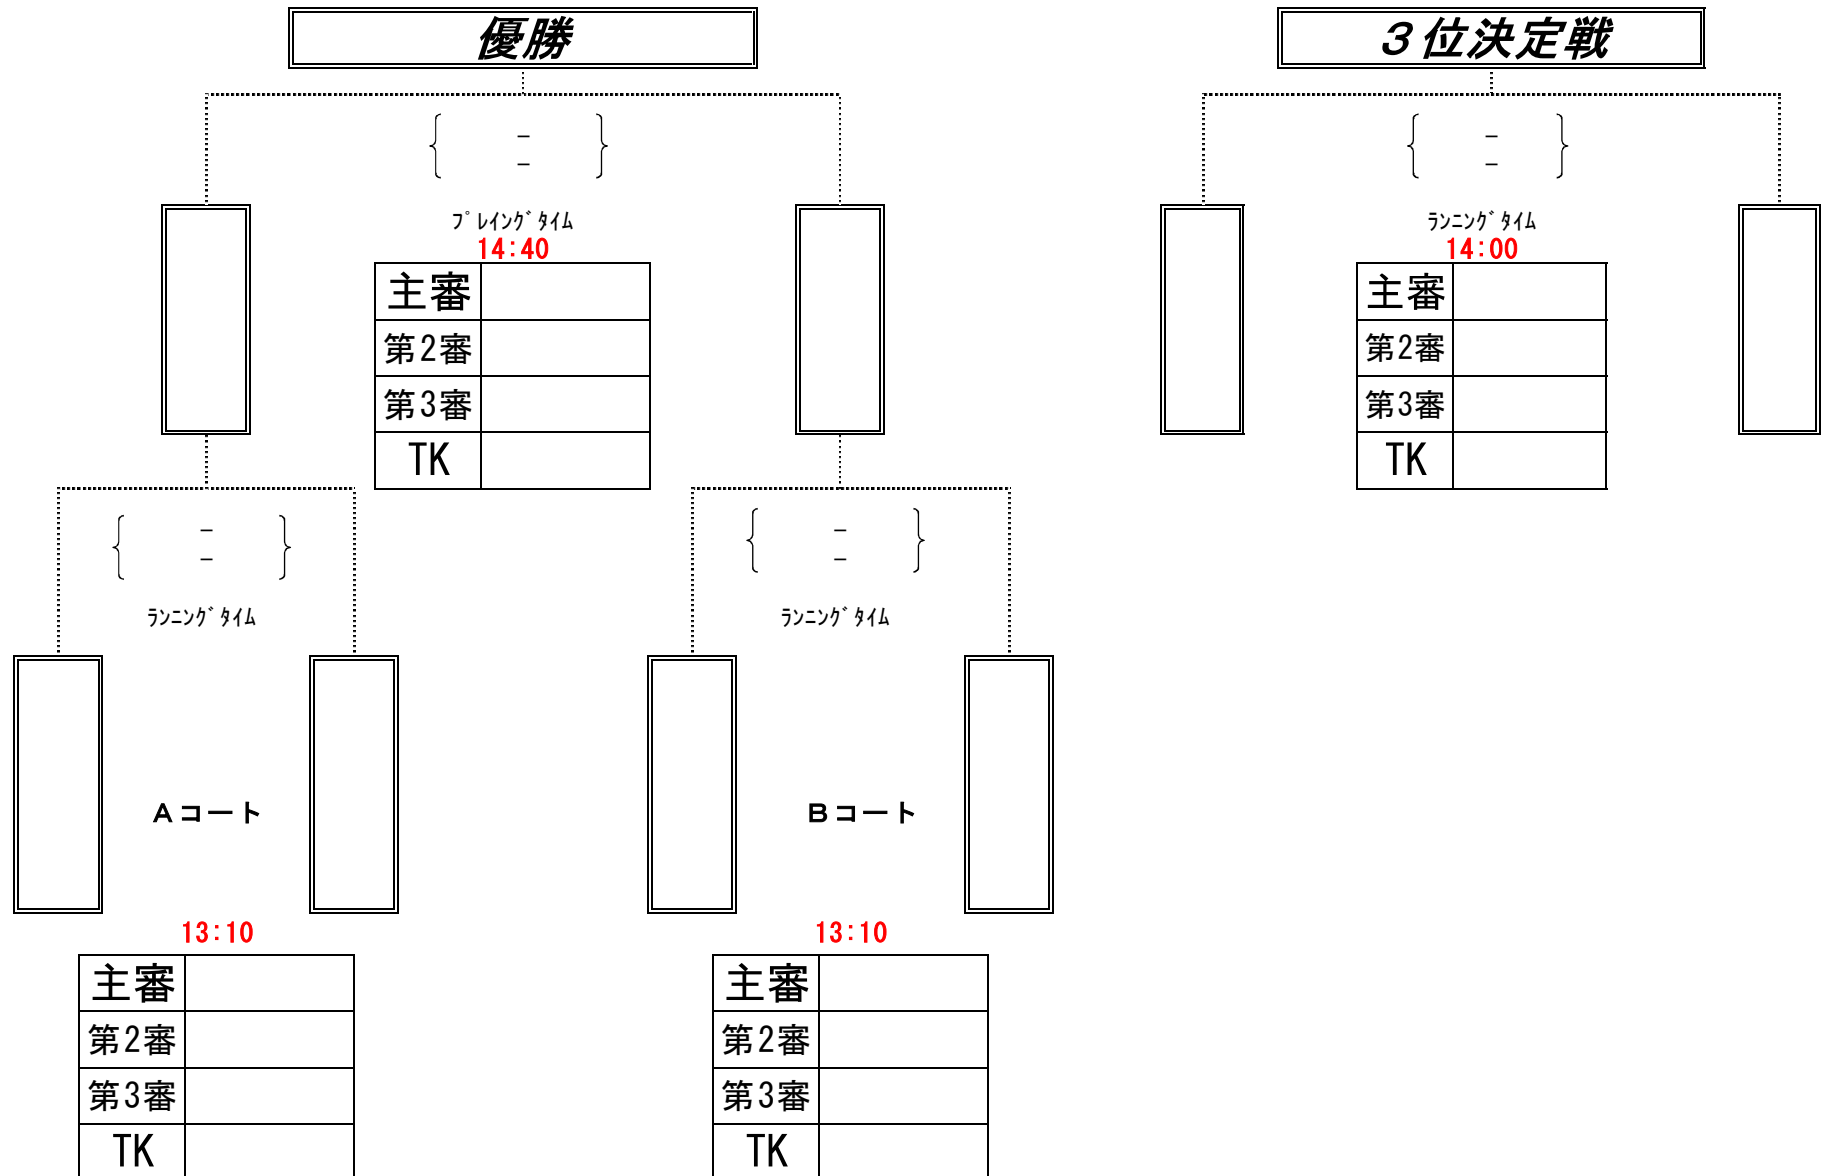 優勝
３位決定戦
-
-
-
-
ﾌﾟﾚｲﾝｸﾞﾀｲﾑ
ﾗﾝﾆﾝｸﾞﾀｲﾑ
14:40
14:00
主審
第2審
第3審
TK
主審
第2審
第3審
TK
-
-
-
-
ﾗﾝﾆﾝｸﾞﾀｲﾑ
ﾗﾝﾆﾝｸﾞﾀｲﾑ
Ａコート
Ｂコート
13:10
13:10
主審
第2審
第3審
TK
主審
第2審
第3審
TK